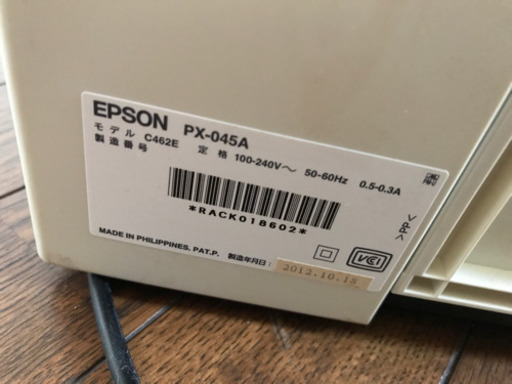 EPSON PX-045A
モデル C462E 定格 100-240V～ 50-60Hz 0.5-0.3A
製造番号
*RACK018602*
MADE IN PHILIPPINES, PAT.P. 製造年月日: 2012.10.15
VCCI
>PP<